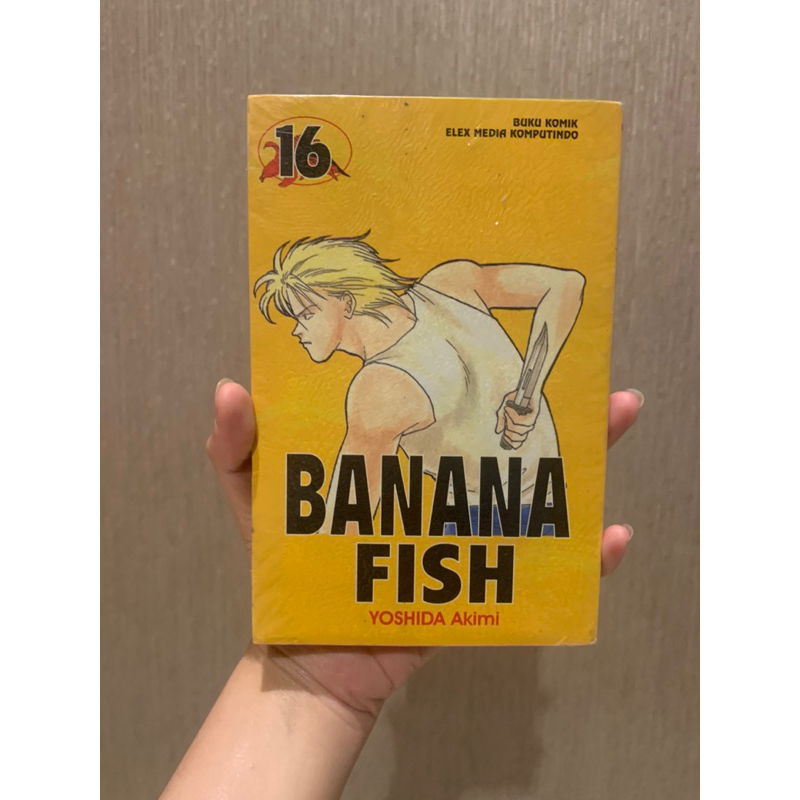 16
BUKU KOMIK
ELEX MEDIA KOMPUTINDO
BANANA
FISH
YOSHIDA Akimi